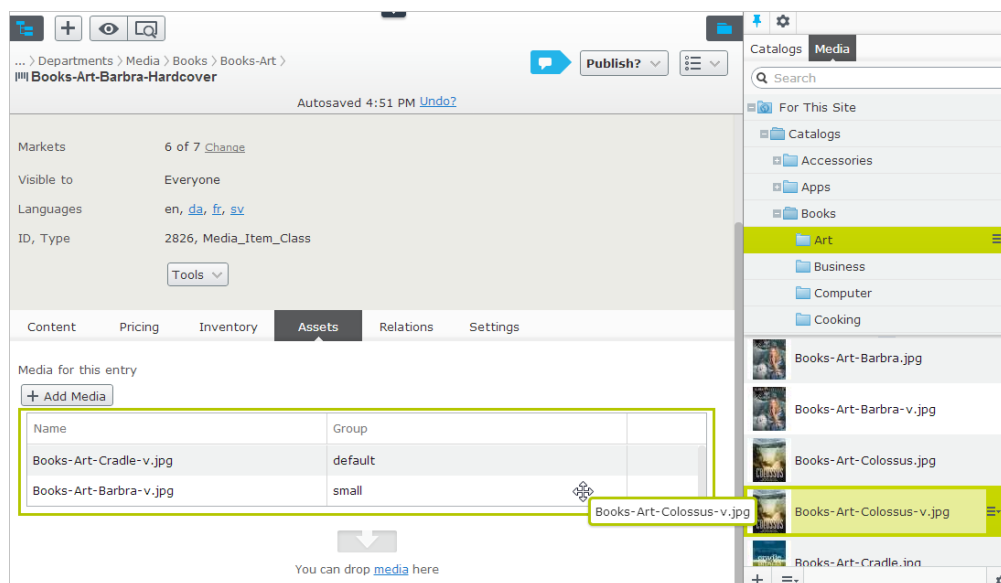 ... > Departments > Media > Books > Books-Art >
Books-Art-Barbra-Hardcover
Publish?
Autosaved 4:51 PM Undo?
Markets 6 of 7 Change
Visible to Everyone
Languages en, da, fr, sv
ID, Type 2826, Media_Item_Class
Tools
Content Pricing Inventory Assets Relations Settings
Media for this entry
+ Add Media
Name Group
Books-Art-Cradle-v.jpg default
Books-Art-Barbra-v.jpg small
Books-Art-Colossus-v.jpg
You can drop media here
Catalogs Media
Search
For This Site
Catalogs
Accessories
Apps
Books
Art
Business
Computer
Cooking
Books-Art-Barbra.jpg
Books-Art-Barbra-v.jpg
Books-Art-Colossus.jpg
Books-Art-Colossus-v.jpg
Books-Art-Cradle.jpg